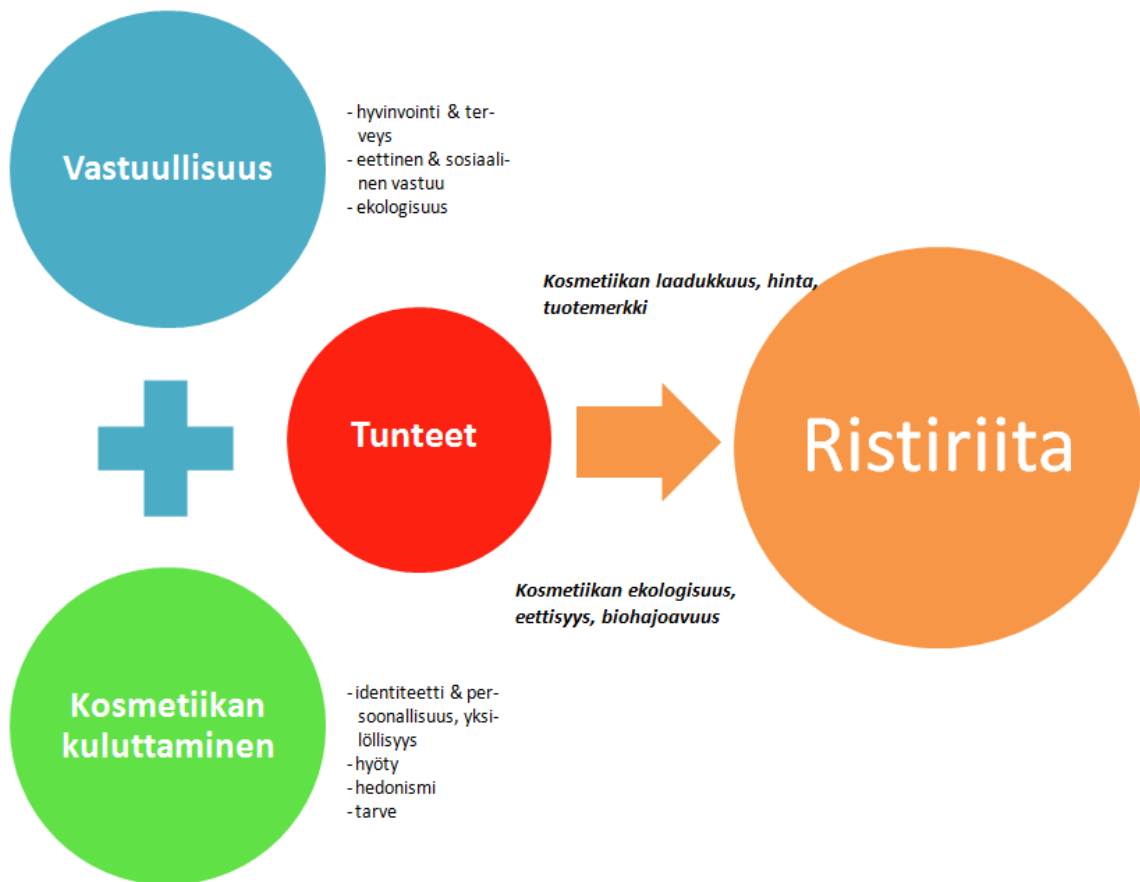 Vastuullisuus
- hyvinvointi & ter-
veys
- eettinen & sosiaali-
nen vastuu
- ekologisuus
Kosmetiikan laadukkuus, hinta,
tuotemerkki
Tunteet
Ristiriita
Kosmetiikan ekologisuus,
eettisyys, biohajoavuus
Kosmetiikan
kuluttaminen
- identiteetti & per-
soonallisuus, yksi-
löllisyys
- hyöty
- hedonismi
- tarve